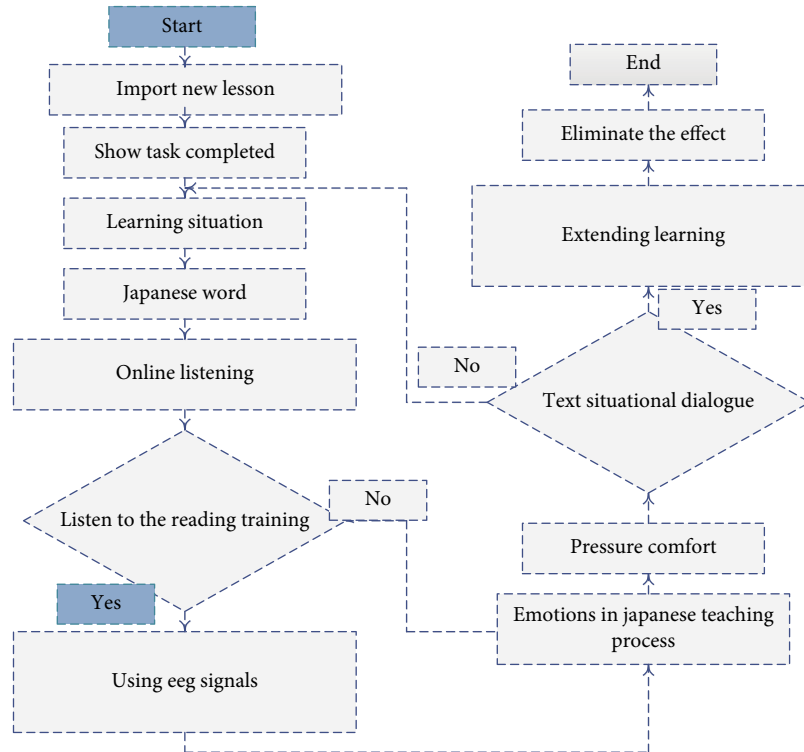 Start
Import new lesson
Show task completed
Learning situation
Japanese word
Online listening
Listen to the reading training
No
Yes
Using eeg signals
End
Eliminate the effect
Extending learning
Yes
No
Text situational dialogue
Pressure comfort
Emotions in japanese teaching
process